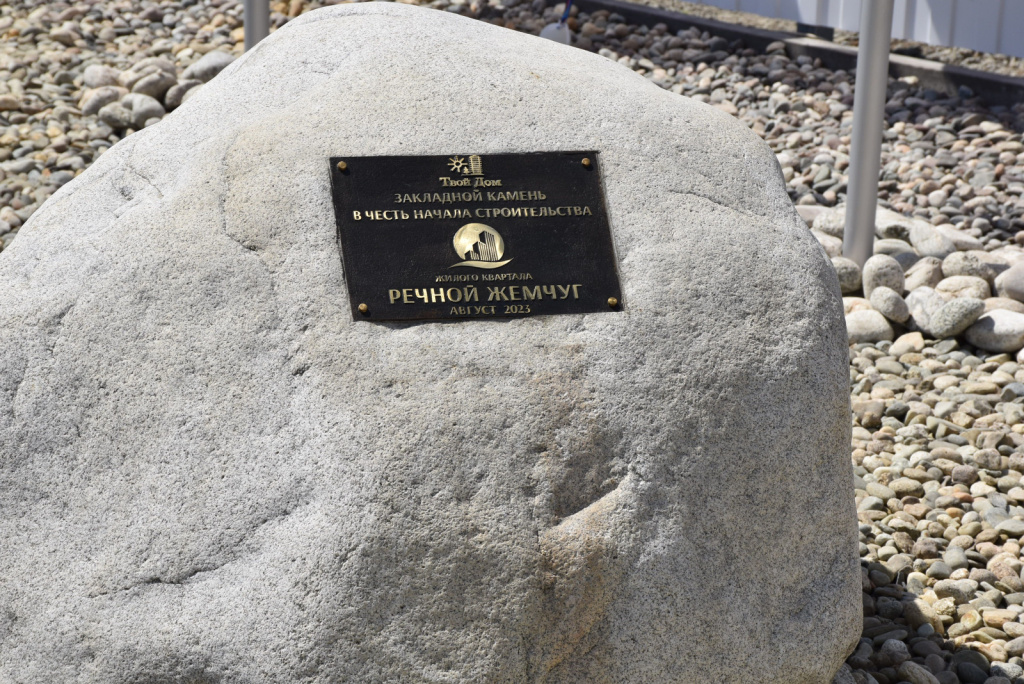 Твой Дом
ЗАКЛАДНОЙ КАМЕНЬ
В ЧЕСТЬ НАЧАЛА СТРОИТЕЛЬСТВА
ЖИЛОГО КВАРТАЛА
РЕЧНОЙ ЖЕМЧУГ
АВГУСТ 2023